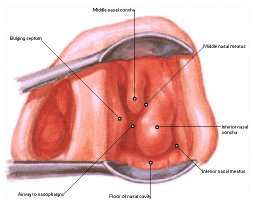 Middle nasal concha
Bulging septum
Middle nasal meatus
Inferior nasal
concha
Inferior nasal meatus
Airway to nasopharynx
Floor of nasal cavity